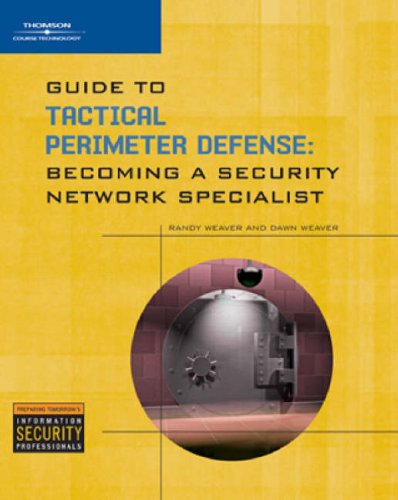 THOMSON
COURSE TECHNOLOGY
GUIDE TO
TACTICAL
PERIMETER DEFENSE:
BECOMING A SECURITY
NETWORK SPECIALIST
RANDY WEAVER AND DAWN WEAVER
PREPARING TOMORROW'S
INFORMATION
SECURITY
PROFESSIONALS